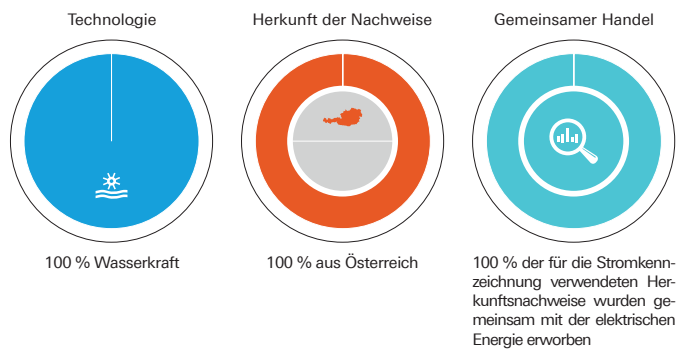 Technologie
Herkunft der Nachweise
Gemeinsamer Handel
100 % Wasserkraft
100 % aus Österreich
100 % der für die Stromkenn-
zeichnung verwendeten Her-
kunftsnachweise wurden ge-
meinsam mit der elektrischen
Energie erworben